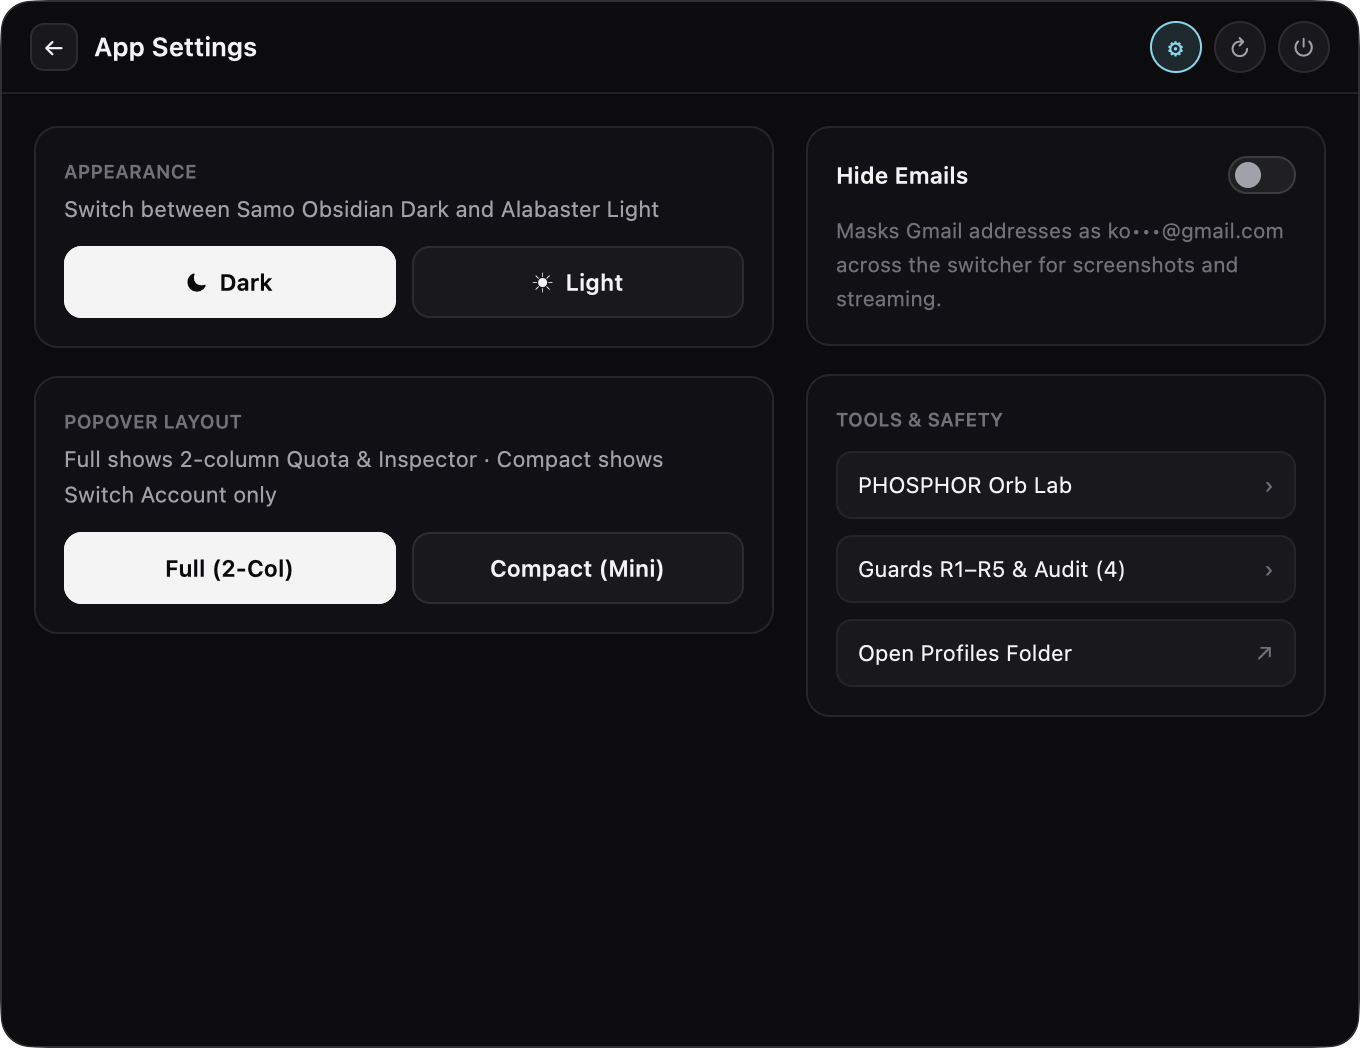 App Settings
APPEARANCE
Switch between Samo Obsidian Dark and Alabaster Light
Dark
Light
POPOVER LAYOUT
Full shows 2-column Quota & Inspector · Compact shows
Switch Account only
Full (2-Col)
Compact (Mini)
Hide Emails
Masks Gmail addresses as ko•••@gmail.com
across the switcher for screenshots and
streaming.
TOOLS & SAFETY
PHOSPHOR Orb Lab
Guards R1–R5 & Audit (4)
Open Profiles Folder